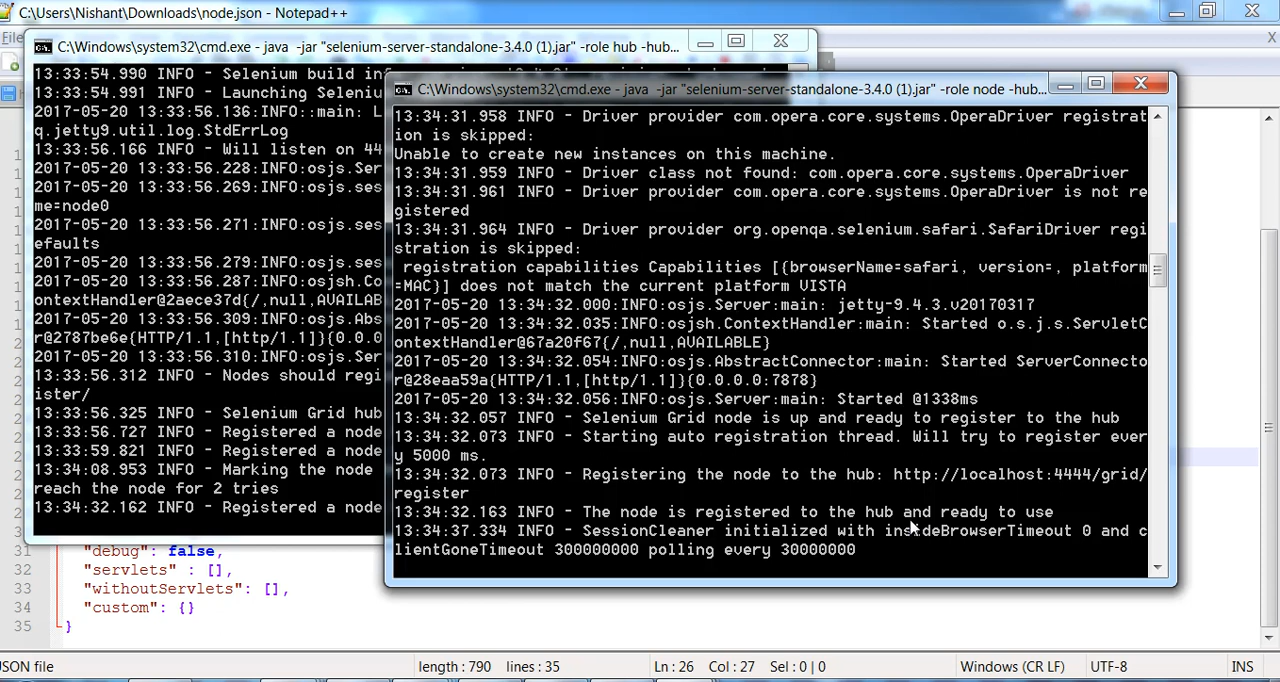 C:\Users\Nishant\Downloads\node.json - Notepad++
File
X
C:\Windows\system32\cmd.exe - java -jar "selenium-server-standalone-3.4.0 (1).jar" -role hub -hub...
13:33:54.990 INFO - Selenium build in
13:33:54.991 INFO - Launching Seleniu
2017-05-20 13:33:56.136:INFO::main: L
q.jetty9.util.log.StdErrLog
13:33:56.166 INFO - Will listen on 44
2017-05-20 13:33:56.228:INFO:osjs.Ser
2017-05-20 13:33:56.269:INFO:osjs.ses
me=node0
2017-05-20 13:33:56.271:INFO:osjs.ses
efaults
2017-05-20 13:33:56.279:INFO:osjs.ses
2017-05-20 13:33:56.287:INFO:osjsh.Co
ontextHandler@2aece37d{/,null,AVAILAB
2017-05-20 13:33:56.309:INFO:osjs.Abs
r@2787be6e{HTTP/1.1,[http/1.1]}{0.0.0
2017-05-20 13:33:56.310:INFO:osjs.Ser
13:33:56.312 INFO - Nodes should regi
ister/
13:33:56.325 INFO - Selenium Grid hub
13:33:56.727 INFO - Registered a node
13:33:59.821 INFO - Registered a node
13:34:08.953 INFO - Marking the node
reach the node for 2 tries
13:34:32.162 INFO - Registered a node
C:\Windows\system32\cmd.exe - java -jar "selenium-server-standalone-3.4.0 (1).jar" -role node -hub...
13:34:31.958 INFO - Driver provider com.opera.core.systems.OperaDriver registrat
ion is skipped:
Unable to create new instances on this machine.
13:34:31.959 INFO - Driver class not found: com.opera.core.systems.OperaDriver
13:34:31.961 INFO - Driver provider com.opera.core.systems.OperaDriver is not re
gistered
13:34:31.964 INFO - Driver provider org.openqa.selenium.safari.SafariDriver regi
stration is skipped:
registration capabilities Capabilities [{browserName=safari, version=, platform
=MAC}] does not match the current platform VISTA
2017-05-20 13:34:32.000:INFO:osjs.Server:main: jetty-9.4.3.v20170317
2017-05-20 13:34:32.035:INFO:osjsh.ContextHandler:main: Started o.s.j.s.ServletC
ontextHandler@67a20f67{/,null,AVAILABLE}
2017-05-20 13:34:32.054:INFO:osjs.AbstractConnector:main: Started ServerConnecto
r@28eaa59a{HTTP/1.1,[http/1.1]}{0.0.0.0:7878}
2017-05-20 13:34:32.056:INFO:osjs.Server:main: Started @1338ms
13:34:32.057 INFO - Selenium Grid node is up and ready to register to the hub
13:34:32.073 INFO - Starting auto registration thread. Will try to register ever
y 5000 ms.
13:34:32.073 INFO - Registering the node to the hub: http://localhost:4444/grid/
register
13:34:32.163 INFO - The node is registered to the hub and ready to use
13:34:37.334 INFO - SessionCleaner initialized with insideBrowserTimeout 0 and c
lientGoneTimeout 300000000 polling every 30000000
31 "debug": false,
32 "servlets" : [],
33 "withoutServlets": [],
34 "custom": {}
35 }
JSON file length : 790 lines : 35 Ln : 26 Col : 27 Sel : 0 | 0 Windows (CR LF) UTF-8 INS